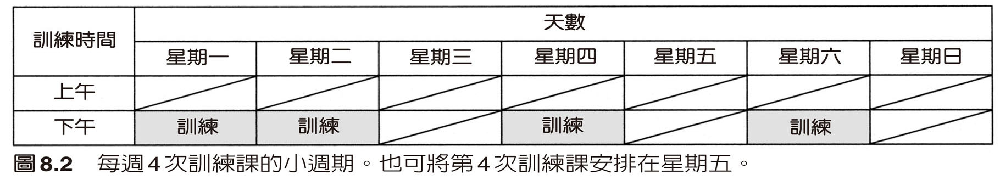 訓練時間 天數
星期一 星期二 星期三 星期四 星期五 星期六 星期日
上午
下午 訓練 訓練 訓練 訓練
圖8.2 每週4次訓練課的小週期。也可將第4次訓練課安排在星期五。